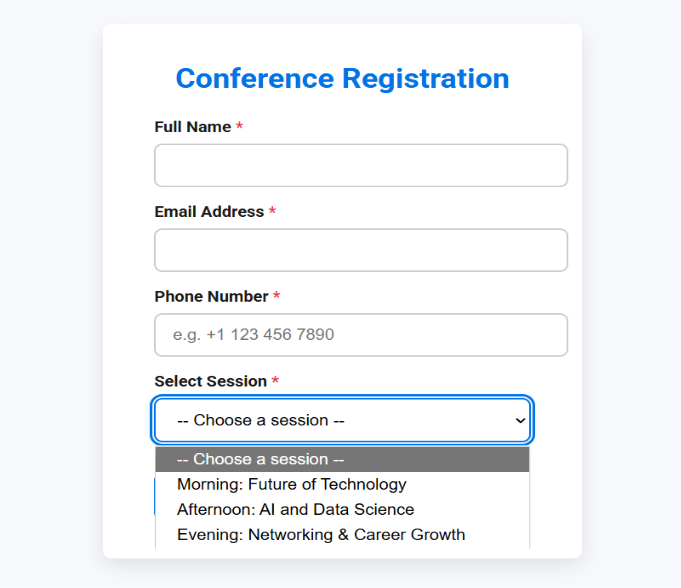 Conference Registration
Full Name *
Email Address *
Phone Number *
e.g. +1 123 456 7890
Select Session *
-- Choose a session --
-- Choose a session --
Morning: Future of Technology
Afternoon: AI and Data Science
Evening: Networking & Career Growth